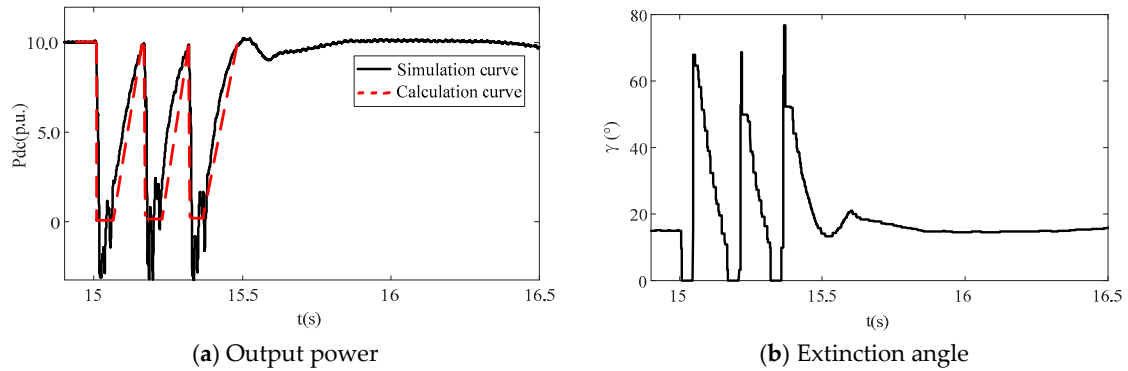 10.0
5.0
0
Pdc(p.u.)
Simulation curve
Calculation curve
15
15.5
16
16.5
t(s)
(a) Output power
80
60
40
20
0
γ (°)
15
15.5
16
16.5
t(s)
(b) Extinction angle